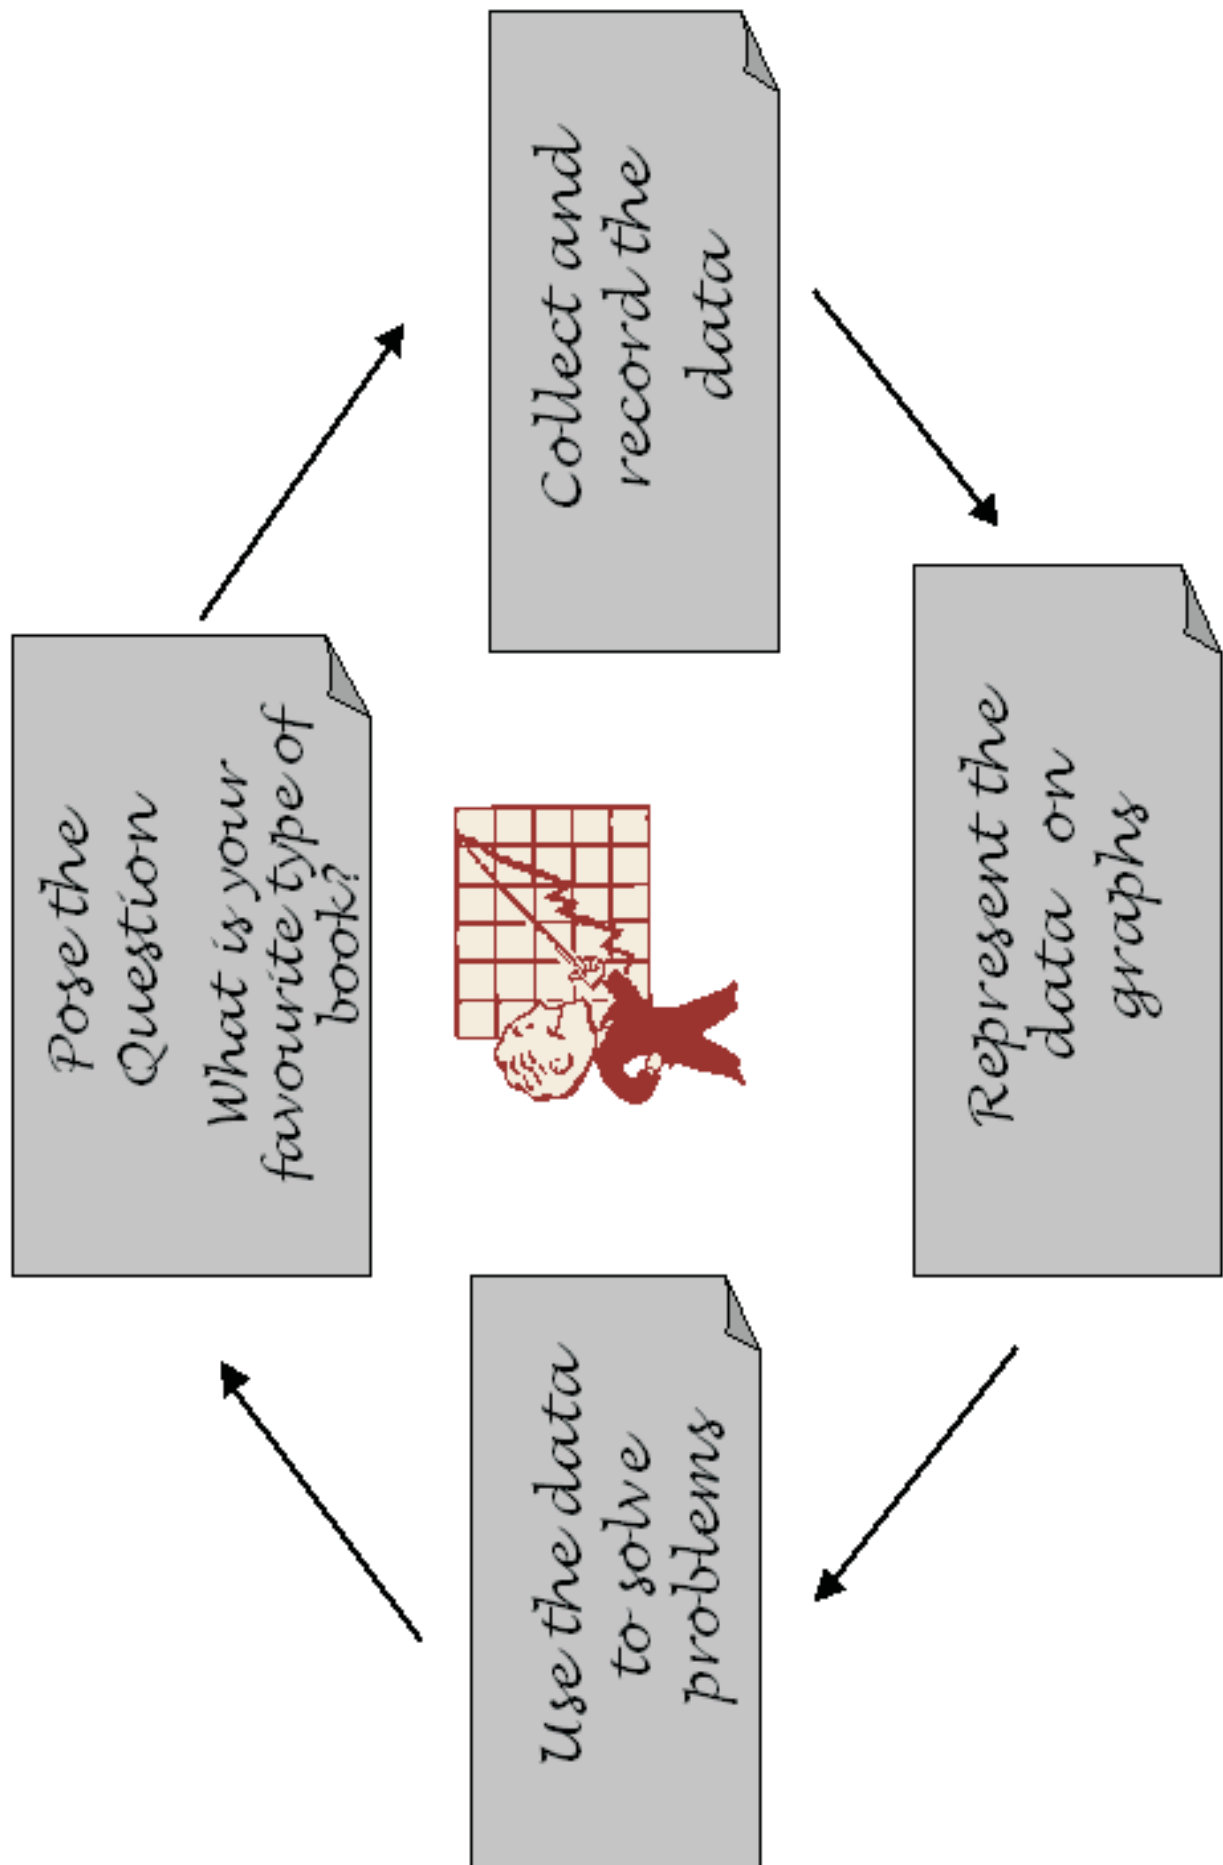 Pose the
Question
What is your
favourite type of
book?
Collect and
record the
data
Represent the
data on
graphs
Use the data
to solve
problems